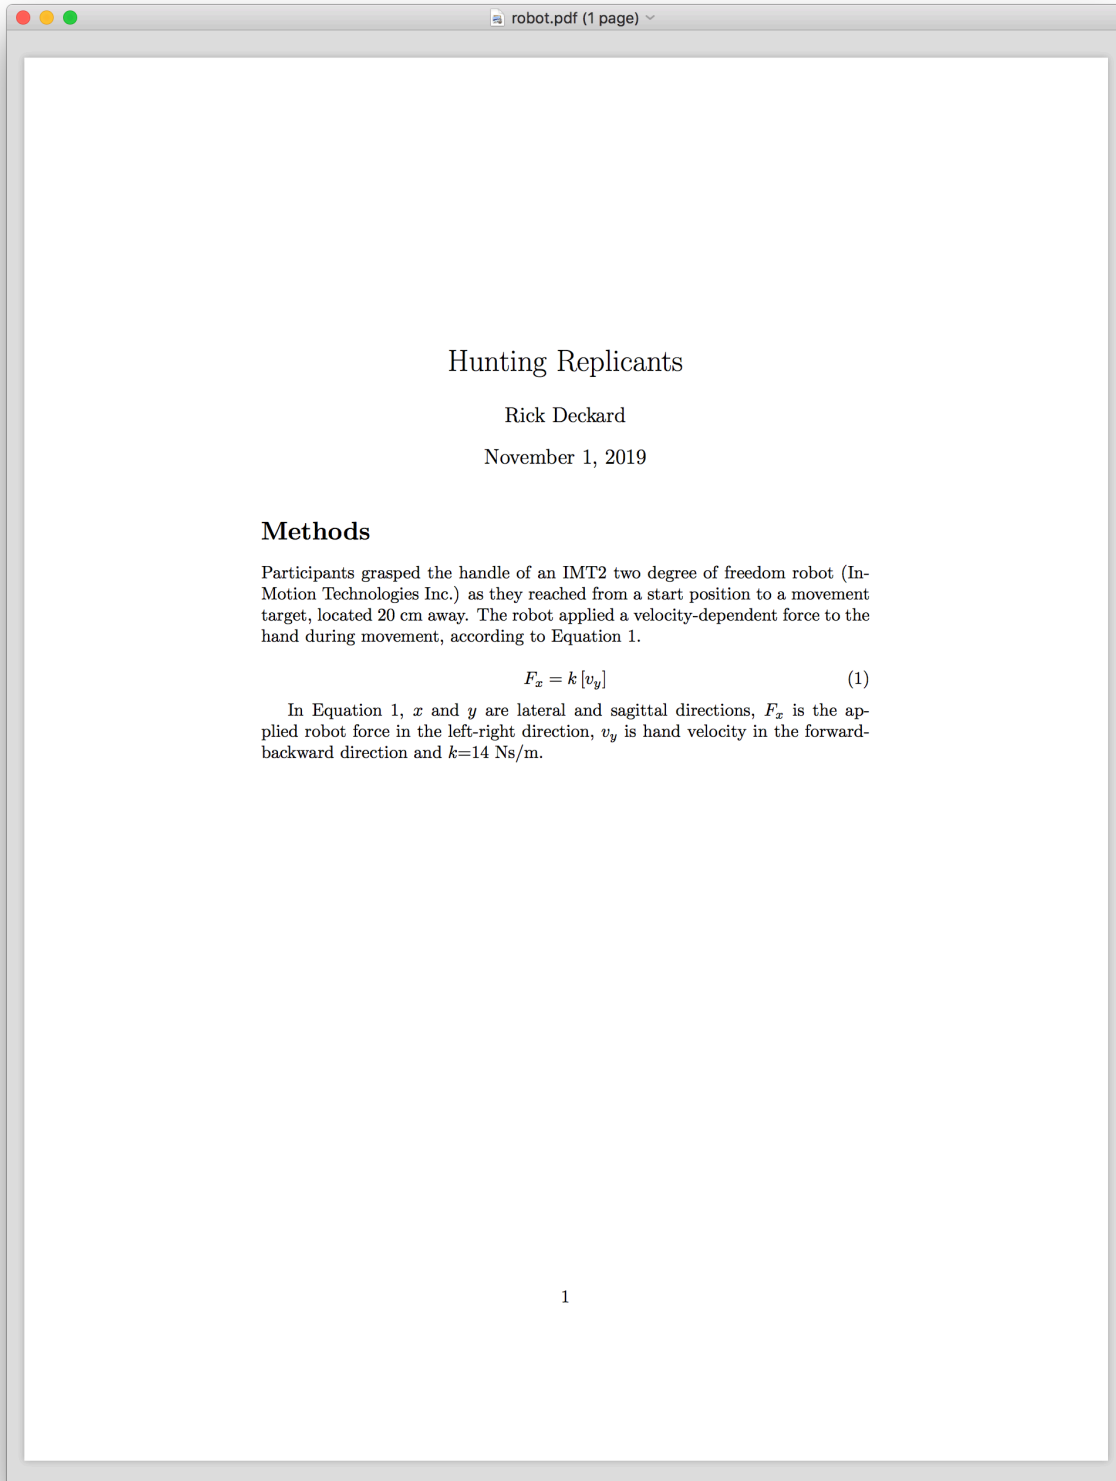 robot.pdf (1 page)
Hunting Replicants
Rick Deckard
November 1, 2019
Methods
Participants grasped the handle of an IMT2 two degree of freedom robot (In-
Motion Technologies Inc.) as they reached from a start position to a movement
target, located 20 cm away. The robot applied a velocity-dependent force to the
hand during movement, according to Equation 1.
F_x = k [v_y] (1)
In Equation 1, x and y are lateral and sagittal directions, F_x is the ap-
plied robot force in the left-right direction, v_y is hand velocity in the forward-
backward direction and k=14 Ns/m.
1